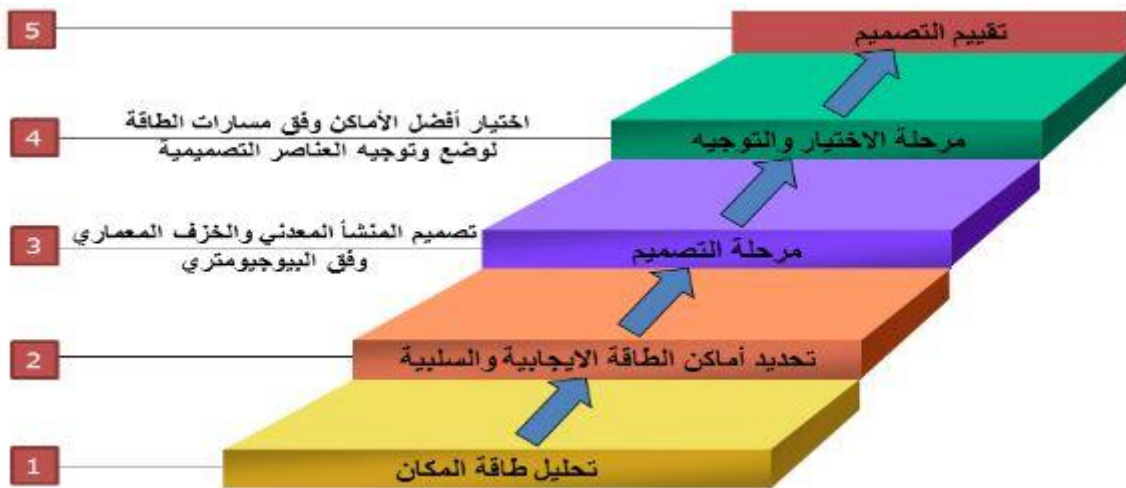 5
تقييم التصميم
4
اختيار أفضل الأماكن وفق مسارات الطاقة
لوضع وتوجيه العناصر التصميمية
مرحلة الاختيار والتوجيه
3
تصميم المنشأ المعدني والخزف المعماري
وفق البيوجيومتري
مرحلة التصميم
2
تحديد أماكن الطاقة الايجابية والسلبية
1
تحليل طاقة المكان